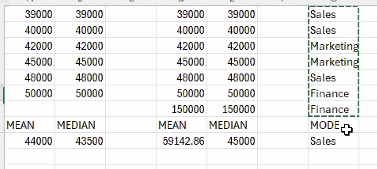 39000 39000 39000 39000 Sales
40000 40000 40000 40000 Sales
42000 42000 42000 42000 Marketing
45000 45000 45000 45000 Marketing
48000 48000 48000 48000 Sales
50000 50000 50000 50000 Finance
150000 150000 Finance
MEAN MEDIAN MEAN MEDIAN MODE
44000 43500 59142.86 45000 Sales